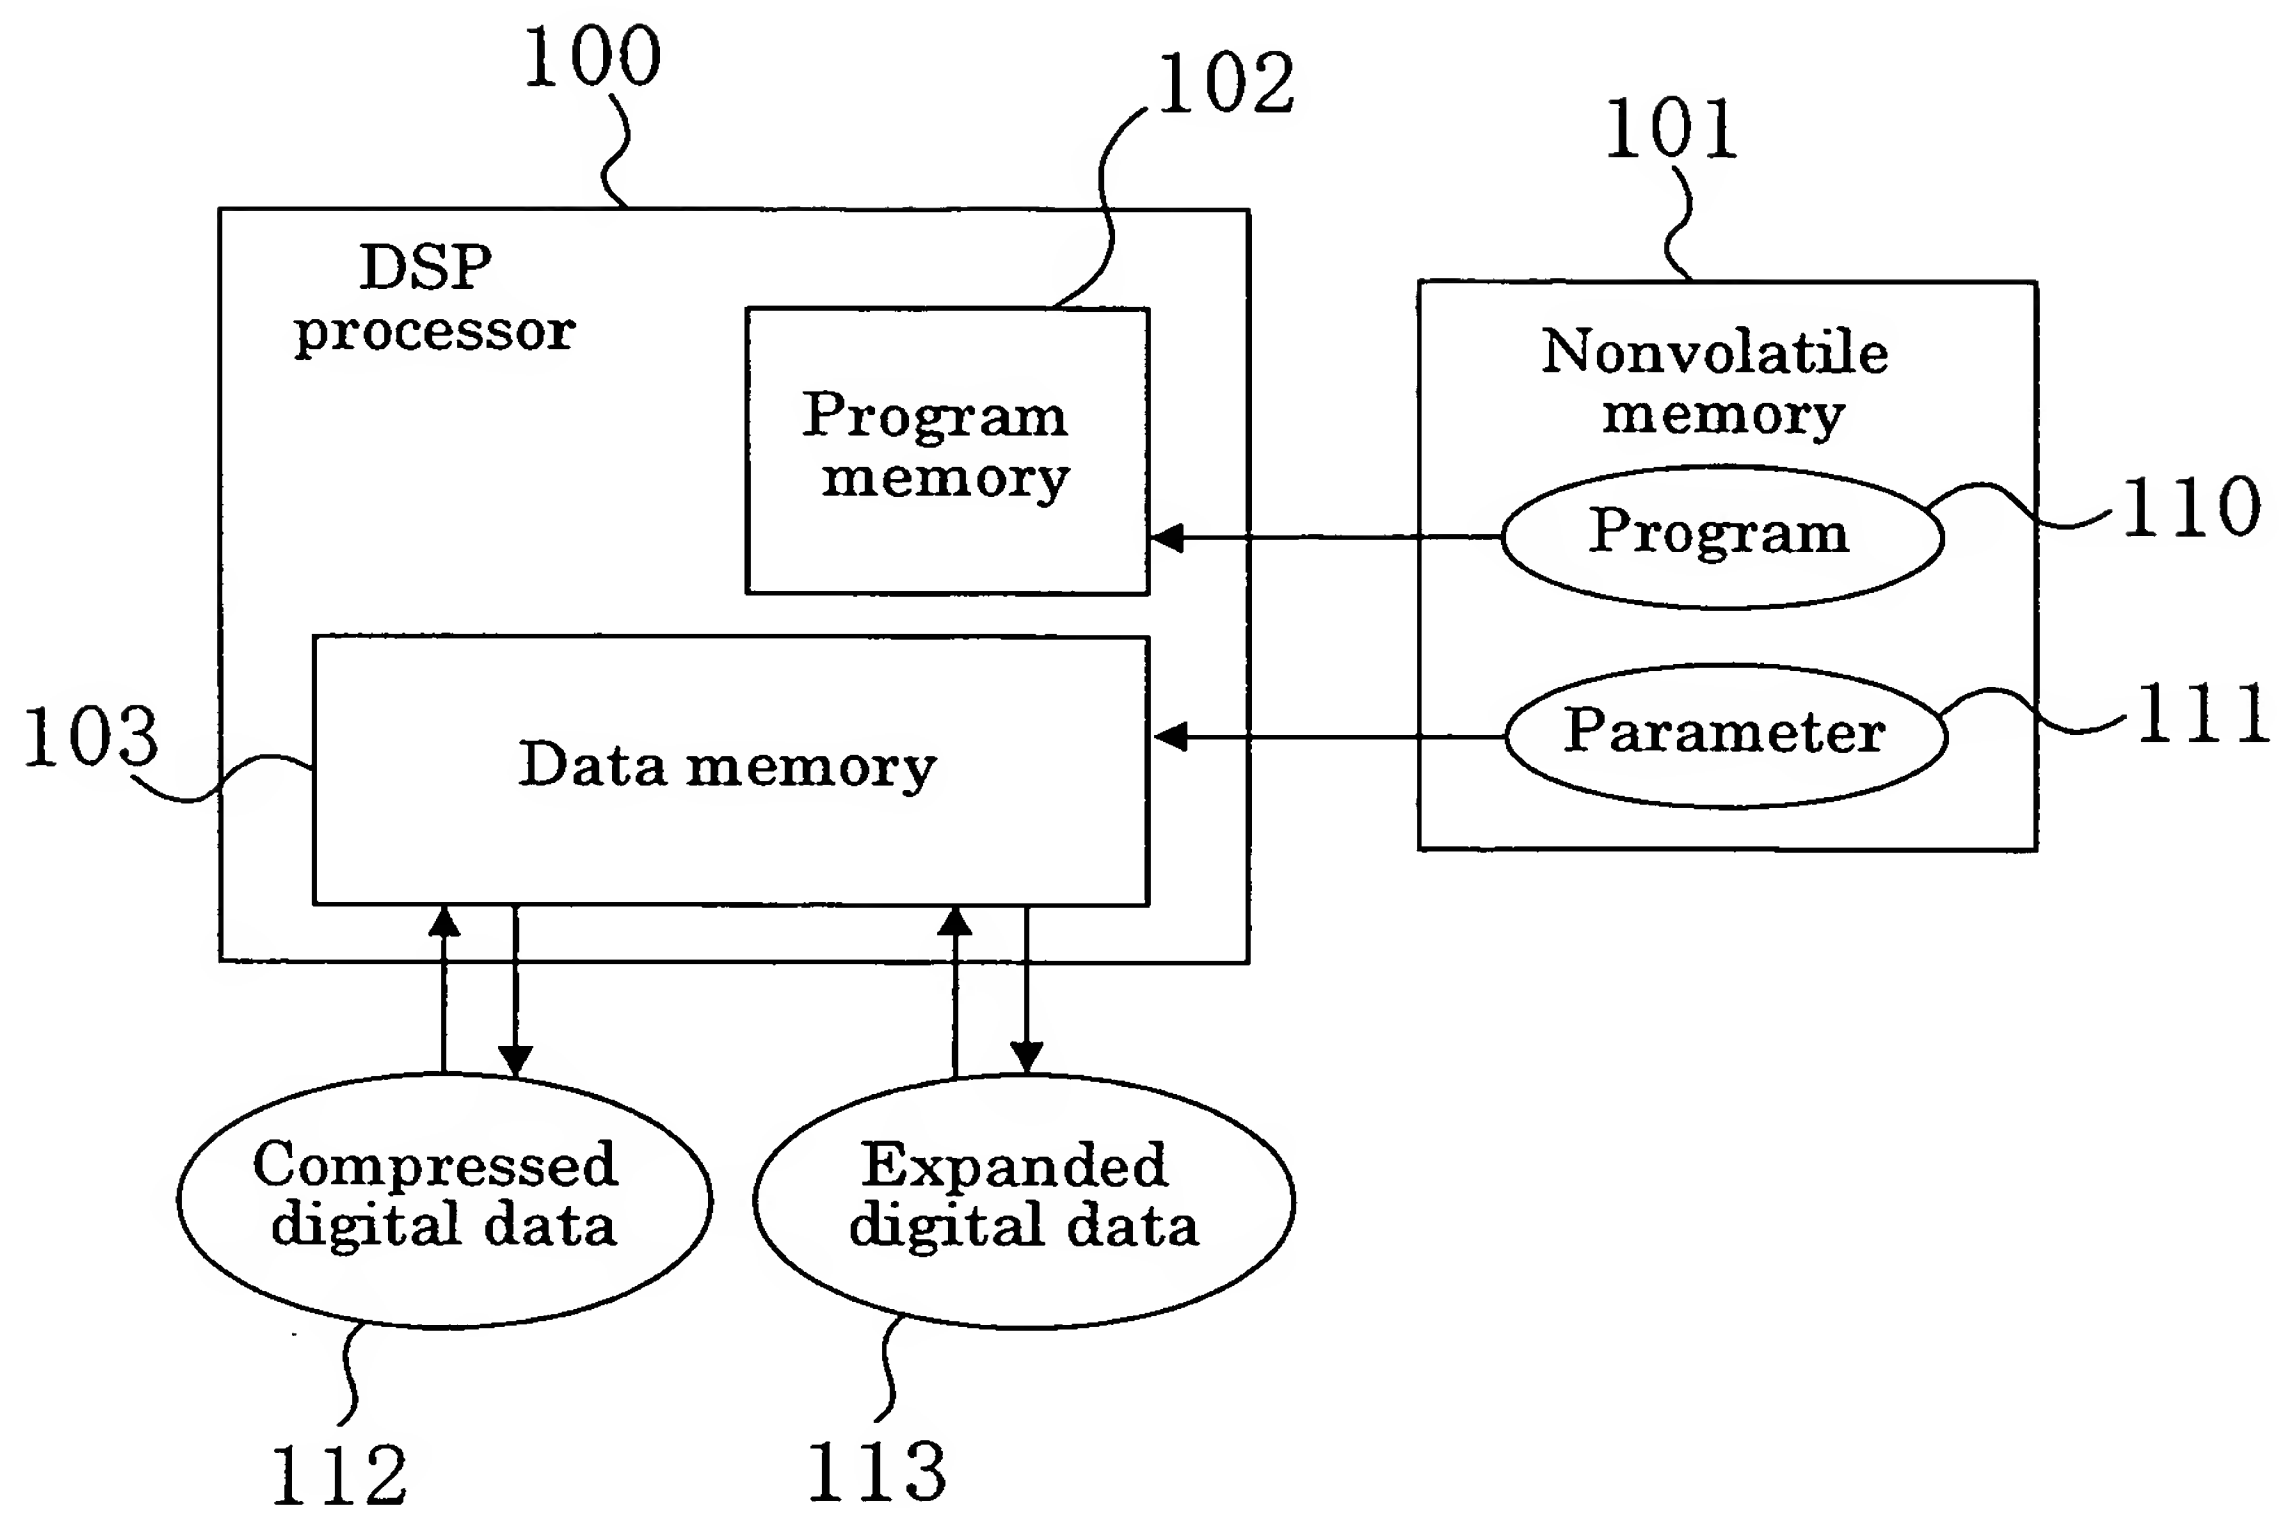 100
102
101
DSP
processor
Program
memory
Nonvolatile
memory
Program
110
Parameter
111
103
Data memory
Compressed
digital data
Expanded
digital data
112
113